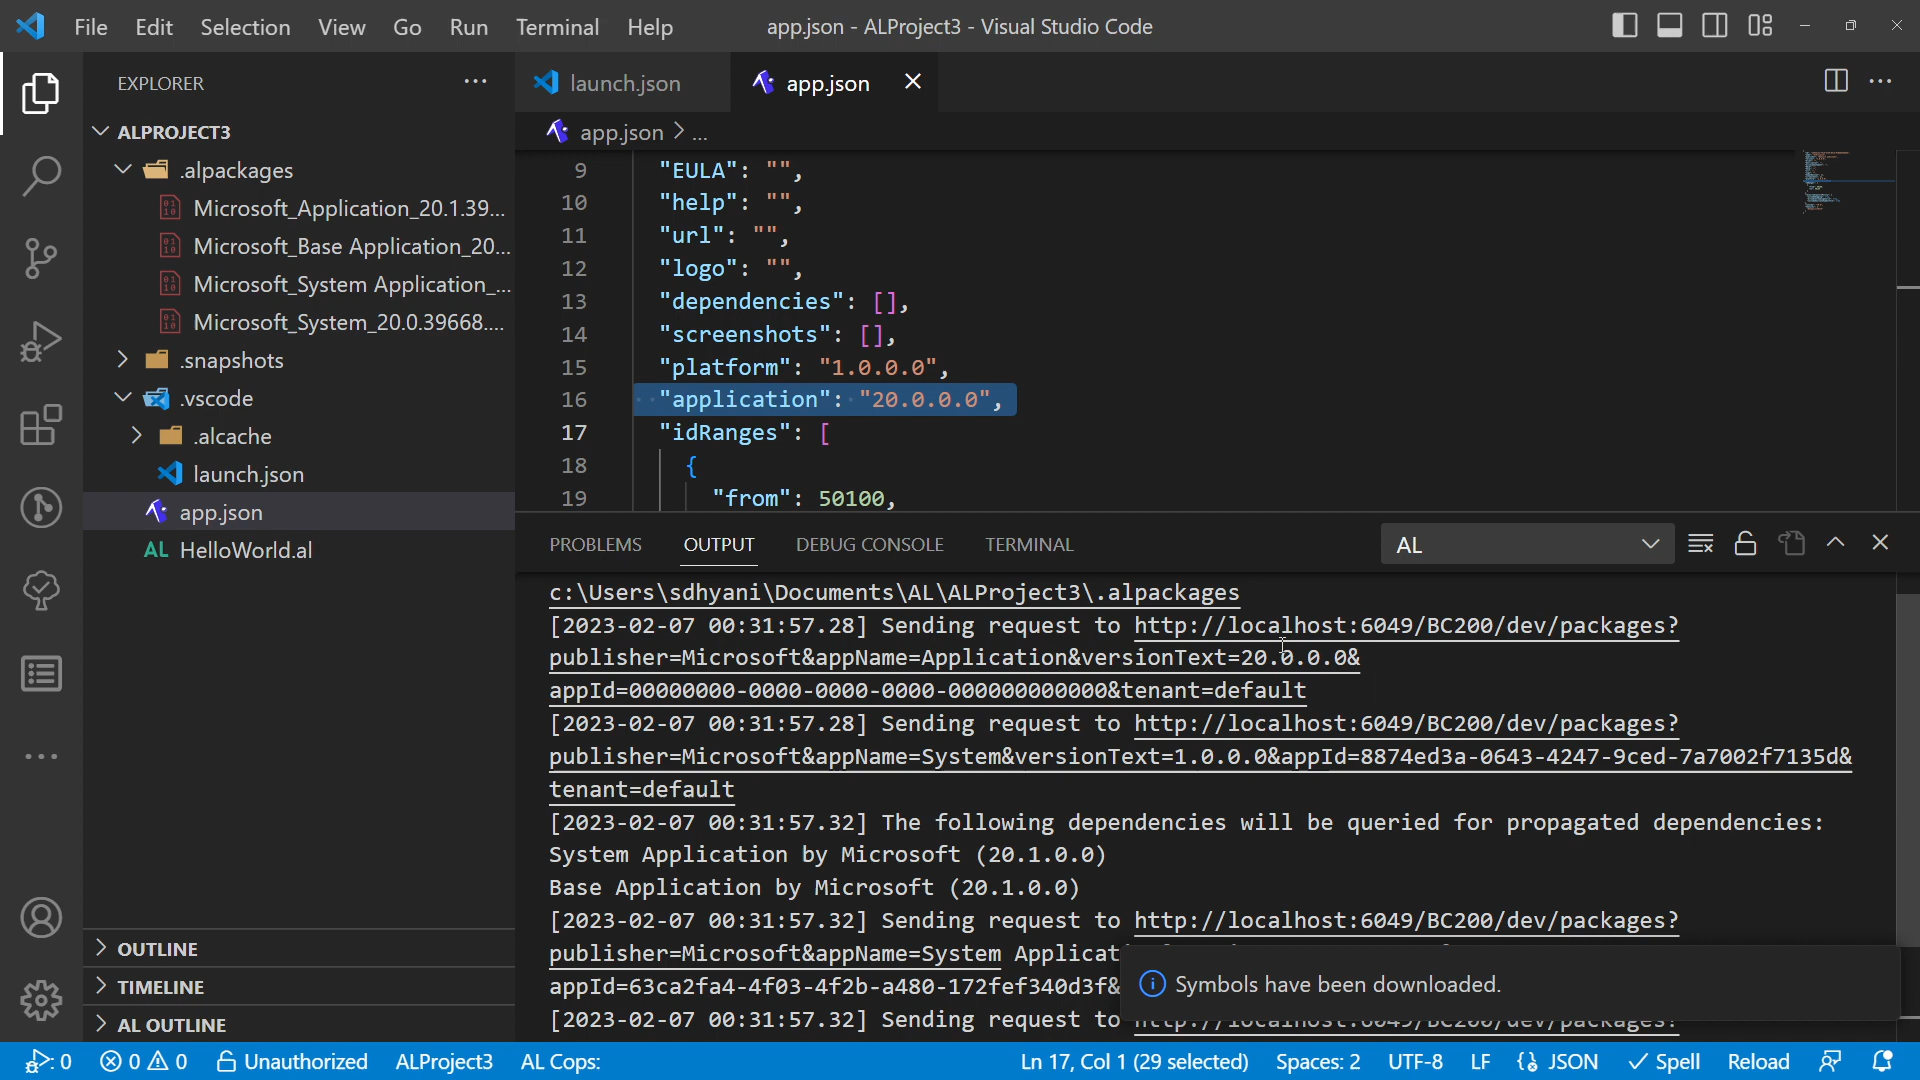 File Edit Selection View Go Run Terminal Help app.json - ALProject3 - Visual Studio Code
EXPLORER
ALPROJECT3
.alpackages
Microsoft_Application_20.1.39...
Microsoft_Base Application_20...
Microsoft_System Application_...
Microsoft_System_20.0.39668....
.snapshots
.vscode
.alcache
launch.json
app.json
AL HelloWorld.al
OUTLINE
TIMELINE
AL OUTLINE
launch.json app.json
app.json > ...
9 "EULA": "",
10 "help": "",
11 "url": "",
12 "logo": "",
13 "dependencies": [],
14 "screenshots": [],
15 "platform": "1.0.0.0",
16 "application": "20.0.0.0",
17 "idRanges": [
18 {
19 "from": 50100,
PROBLEMS OUTPUT DEBUG CONSOLE TERMINAL AL
c:\Users\sdhyani\Documents\AL\ALProject3\.alpackages
[2023-02-07 00:31:57.28] Sending request to http://localhost:6049/BC200/dev/packages?
publisher=Microsoft&appName=Application&versionText=20.0.0.0&
appId=00000000-0000-0000-0000-000000000000&tenant=default
[2023-02-07 00:31:57.28] Sending request to http://localhost:6049/BC200/dev/packages?
publisher=Microsoft&appName=System&versionText=1.0.0.0&appId=8874ed3a-0643-4247-9ced-7a7002f7135d&
tenant=default
[2023-02-07 00:31:57.32] The following dependencies will be queried for propagated dependencies:
System Application by Microsoft (20.1.0.0)
Base Application by Microsoft (20.1.0.0)
[2023-02-07 00:31:57.32] Sending request to http://localhost:6049/BC200/dev/packages?
publisher=Microsoft&appName=System Applicat
appId=63ca2fa4-4f03-4f2b-a480-172fef340d3f&
[2023-02-07 00:31:57.32] Sending request to http://localhost:6049/BC200/dev/packages?
Symbols have been downloaded.
0 0 0 Unauthorized ALProject3 AL Cops: Ln 17, Col 1 (29 selected) Spaces: 2 UTF-8 LF {} JSON Spell Reload